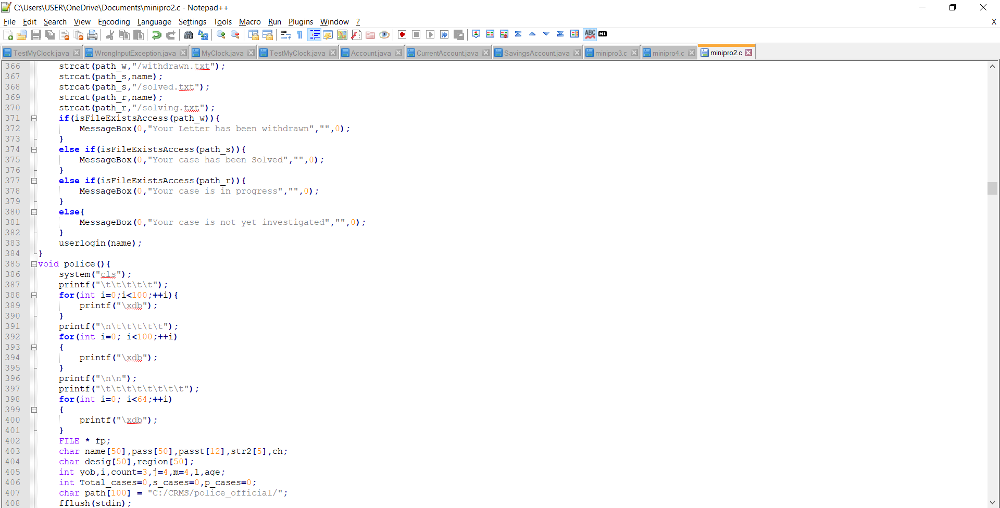 C:\Users\USER\OneDrive\Documents\minipro2.c - Notepad++
File Edit Search View Encoding Language Settings Tools Macro Run Plugins Window ? X
TestMyClock.java WrongInputException.java MyClock.java TestMyClock.java Account.java CurrentAccount.java SavingsAccount.java minipro3.c minipro4.c minipro2.c
366 strcat(path_w,"/withdrawn.txt");
367 strcat(path_s,name);
368 strcat(path_s,"/solved.txt");
369 strcat(path_r,name);
370 strcat(path_r,"/solving.txt");
371 if(isFileExistsAccess(path_w)){
372 MessageBox(0,"Your Letter has been withdrawn","",0);
373 }
374 else if(isFileExistsAccess(path_s)){
375 MessageBox(0,"Your case has been Solved","",0);
376 }
377 else if(isFileExistsAccess(path_r)){
378 MessageBox(0,"Your case is in progress","",0);
379 }
380 else{
381 MessageBox(0,"Your case is not yet investigated","",0);
382 }
383 userlogin(name);
384 }
385 void police(){
386 system("cls");
387 printf("\t\t\t\t\t");
388 for(int i=0;i<100;++i){
389 printf("\xdb");
390 }
391 printf("\n\t\t\t\t\t");
392 for(int i=0; i<100;++i)
393 {
394 printf("\xdb");
395 }
396 printf("\n\n");
397 printf("\t\t\t\t\t\t\t\t");
398 for(int i=0; i<64;++i)
399 {
400 printf("\xdb");
401 }
402 FILE * fp;
403 char name[50],pass[50],passt[12],str2[5],ch;
404 char desig[50],region[50];
405 int yob,i,count=3,j=4,m=4,l,age;
406 int Total_cases=0,s_cases=0,p_cases=0;
407 char path[100] = "C:/CRMS/police_official/";
408 fflush(stdin);